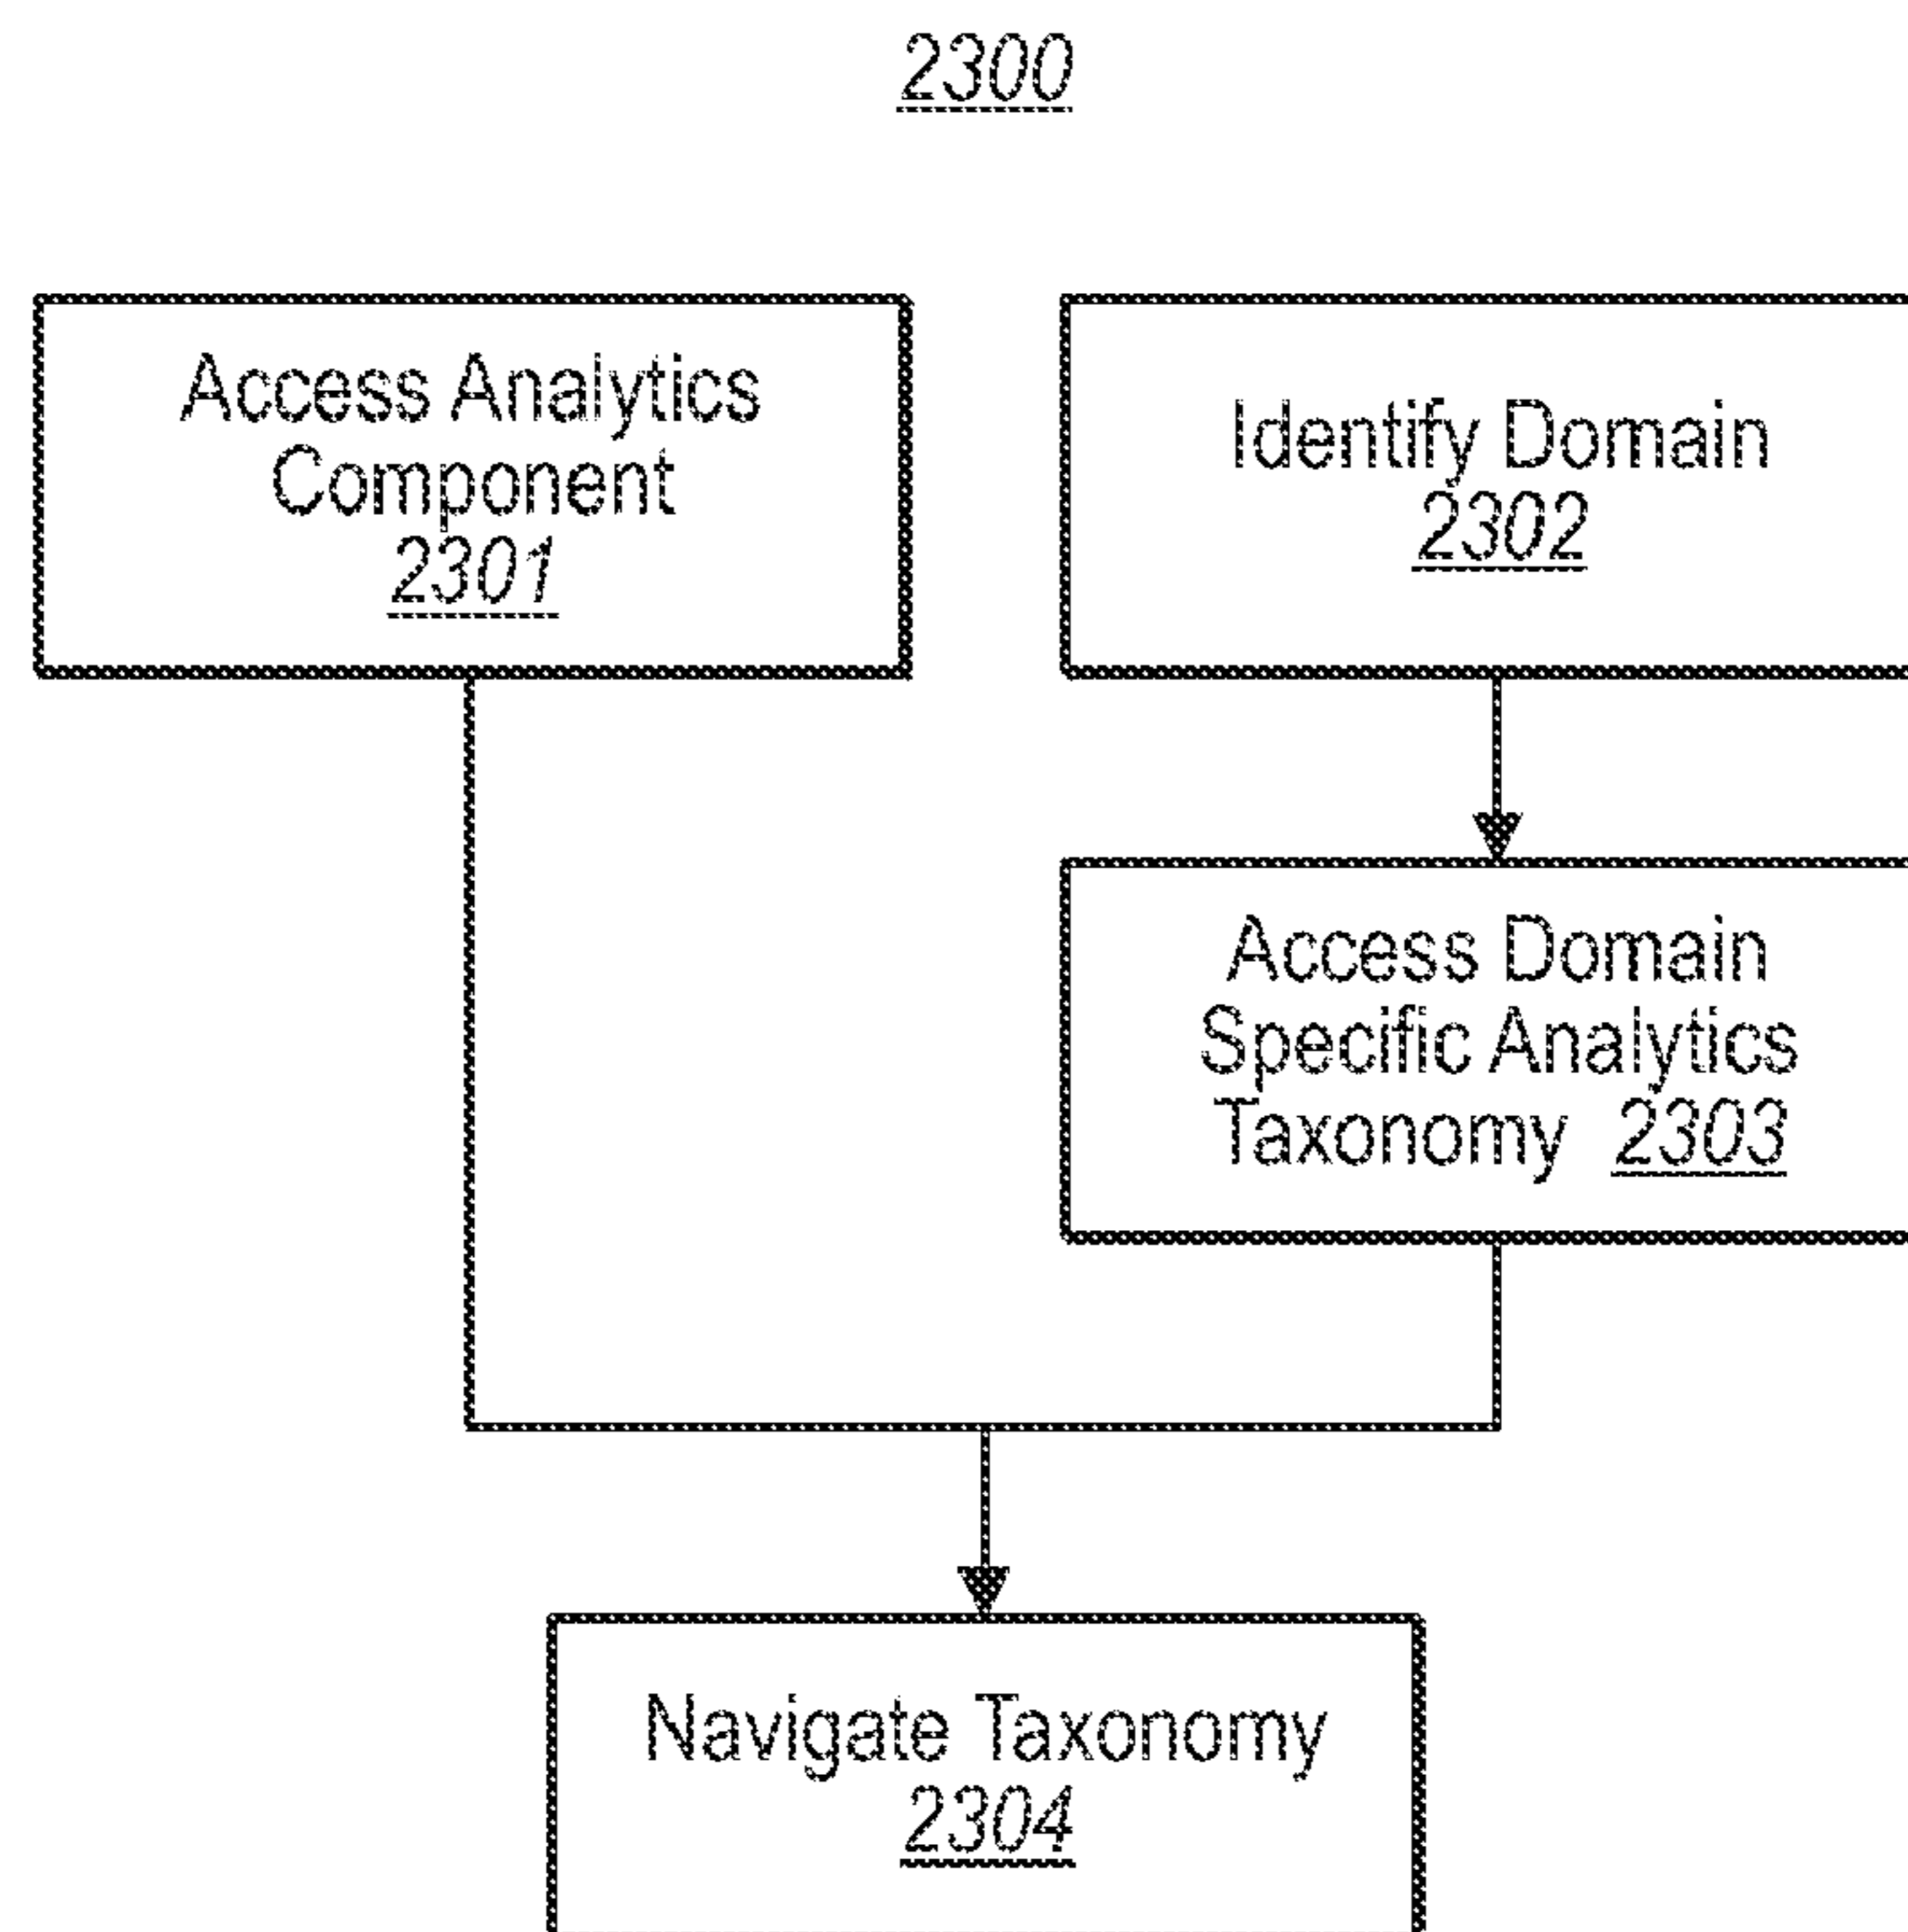 2300
Access Analytics
Component
2301
Identify Domain
2302
Access Domain
Specific Analytics
Taxonomy 2303
Navigate Taxonomy
2304